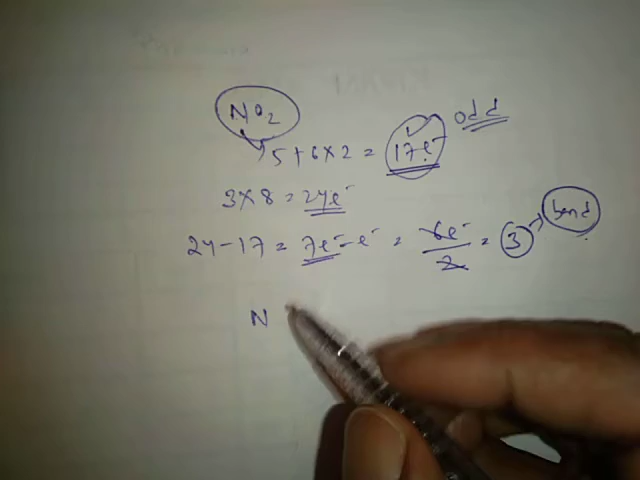 NO₂
5+6×2 = 17e⁻ odd
3×8 = 24e⁻
24-17 = 7e⁻-e⁻ = 6e⁻/2 = 3 → bond
N